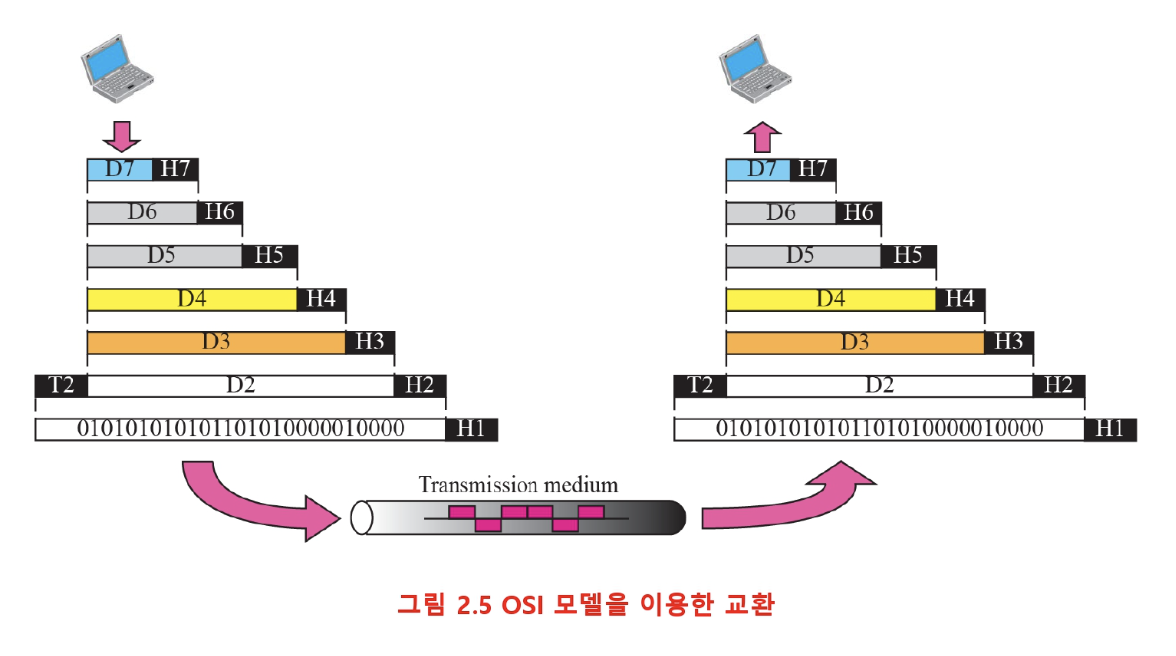 D7 H7
D6 H6
D5 H5
D4 H4
D3 H3
T2 D2 H2
010101010101101010000010000 H1
D7 H7
D6 H6
D5 H5
D4 H4
D3 H3
T2 D2 H2
010101010101101010000010000 H1
Transmission medium
그림 2.5 OSI 모델을 이용한 교환